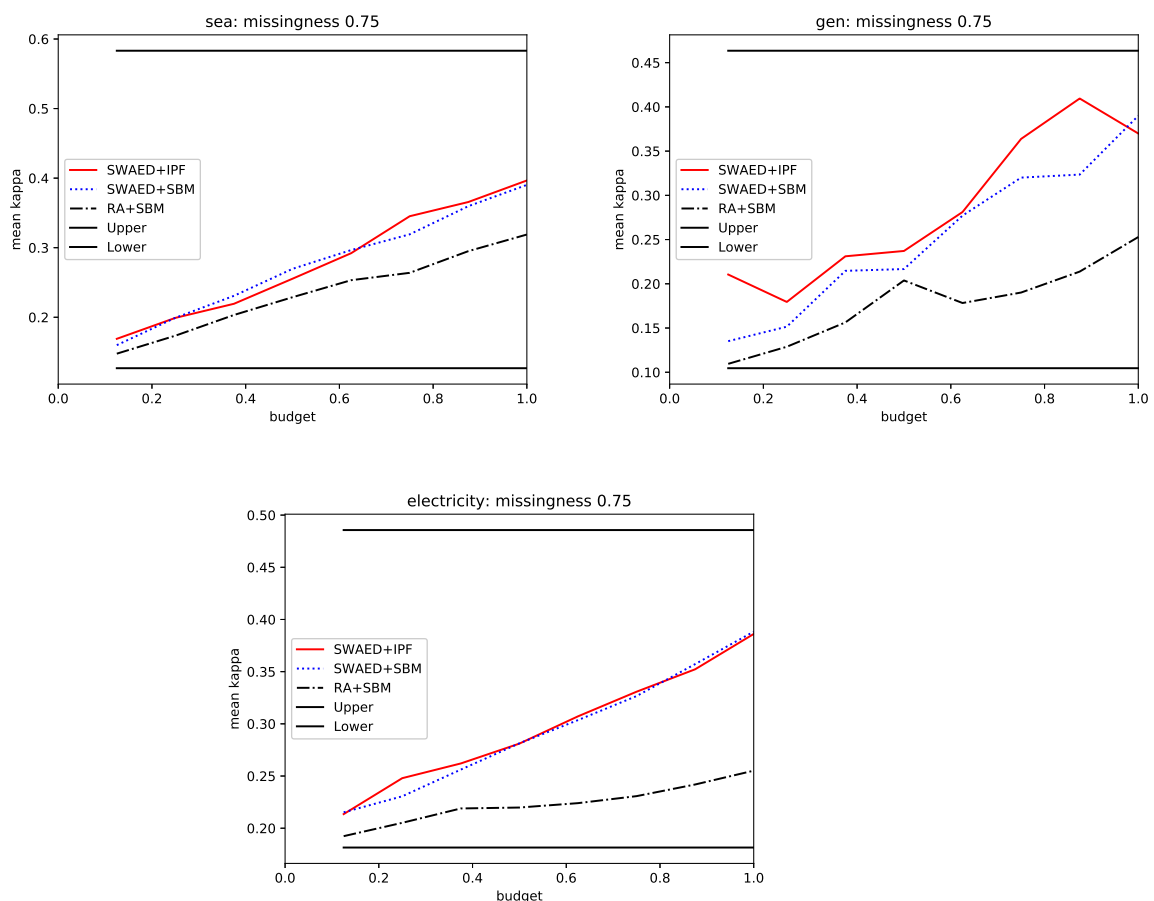 sea: missingness 0.75
mean kappa
0.6
0.5
0.4
0.3
0.2
SWAED+IPF
SWAED+SBM
RA+SBM
Upper
Lower
0.0 0.2 0.4 0.6 0.8 1.0
budget
gen: missingness 0.75
mean kappa
0.45
0.40
0.35
0.30
0.25
0.20
0.15
0.10
SWAED+IPF
SWAED+SBM
RA+SBM
Upper
Lower
0.0 0.2 0.4 0.6 0.8 1.0
budget
electricity: missingness 0.75
mean kappa
0.50
0.45
0.40
0.35
0.30
0.25
0.20
SWAED+IPF
SWAED+SBM
RA+SBM
Upper
Lower
0.0 0.2 0.4 0.6 0.8 1.0
budget